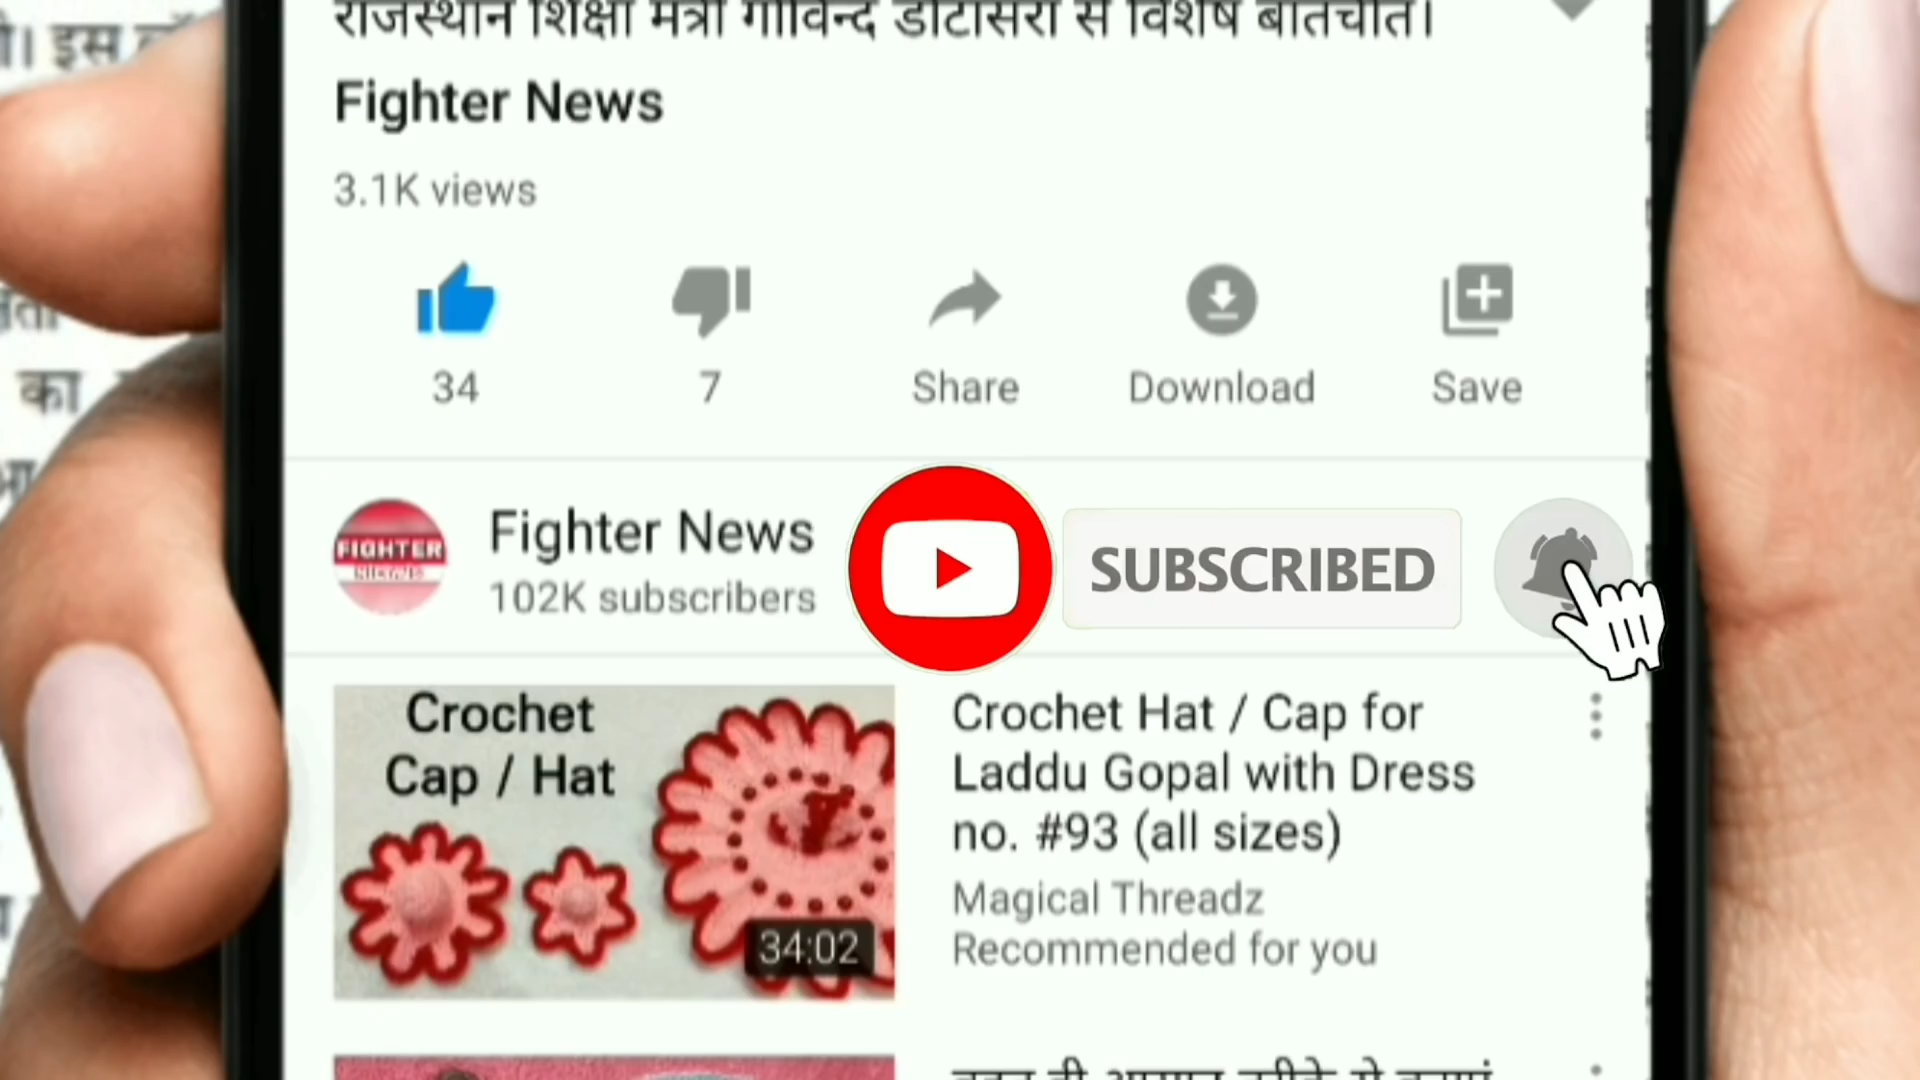 राजस्थान शिक्षा मंत्री गोविन्द डोटासरा से विशेष बातचीत।
Fighter News
3.1K views
34
7
Share
Download
Save
Fighter News
102K subscribers
FIGHTER
SUBSCRIBED
Crochet
Cap / Hat
34:02
Crochet Hat / Cap for
Laddu Gopal with Dress
no. #93 (all sizes)
Magical Threadz
Recommended for you
इस
का